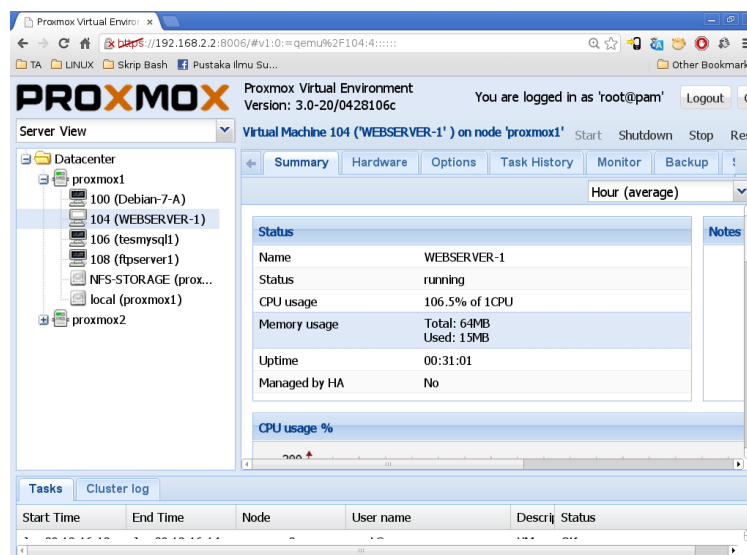 Proxmox Virtual Enviror
https://192.168.2.2:8006/#v1:0:=qemu%2F104:4::::::
TA LINUX Skrip Bash Pustaka Ilmu Su... Other Bookmark
PROXMOX
Proxmox Virtual Environment
Version: 3.0-20/0428106c
You are logged in as 'root@pam' Logout
Server View
Virtual Machine 104 ('WEBSERVER-1' ) on node 'proxmox1' Start Shutdown Stop Re
Datacenter
proxmox1
100 (Debian-7-A)
104 (WEBSERVER-1)
106 (tesmysql1)
108 (ftpserver1)
NFS-STORAGE (prox...
local (proxmox1)
proxmox2
Summary Hardware Options Task History Monitor Backup
Hour (average)
Status
Name WEBSERVER-1
Status running
CPU usage 106.5% of 1CPU
Memory usage Total: 64MB
Used: 15MB
Uptime 00:31:01
Managed by HA No
Notes
CPU usage %
Tasks Cluster log
Start Time End Time Node User name Descrip Status